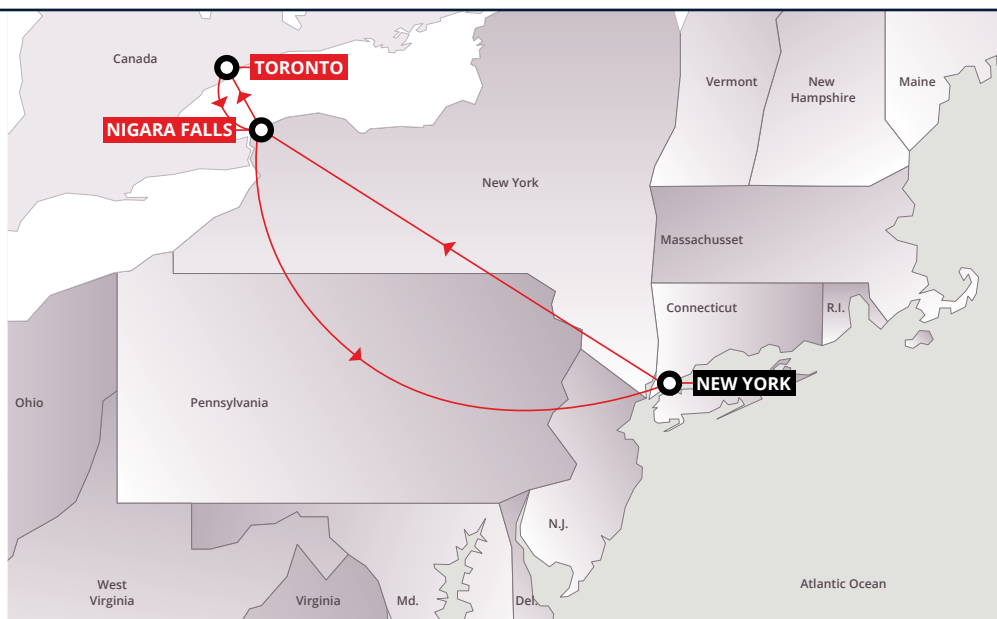 Canada
TORONTO
Vermont
New
Hampshire
Maine
NIGARA FALLS
New York
Massachusset
Connecticut
R.I.
NEW YORK
Ohio
Pennsylvania
N.J.
West
Virginia
Virginia
Md.
Del.
Atlantic Ocean